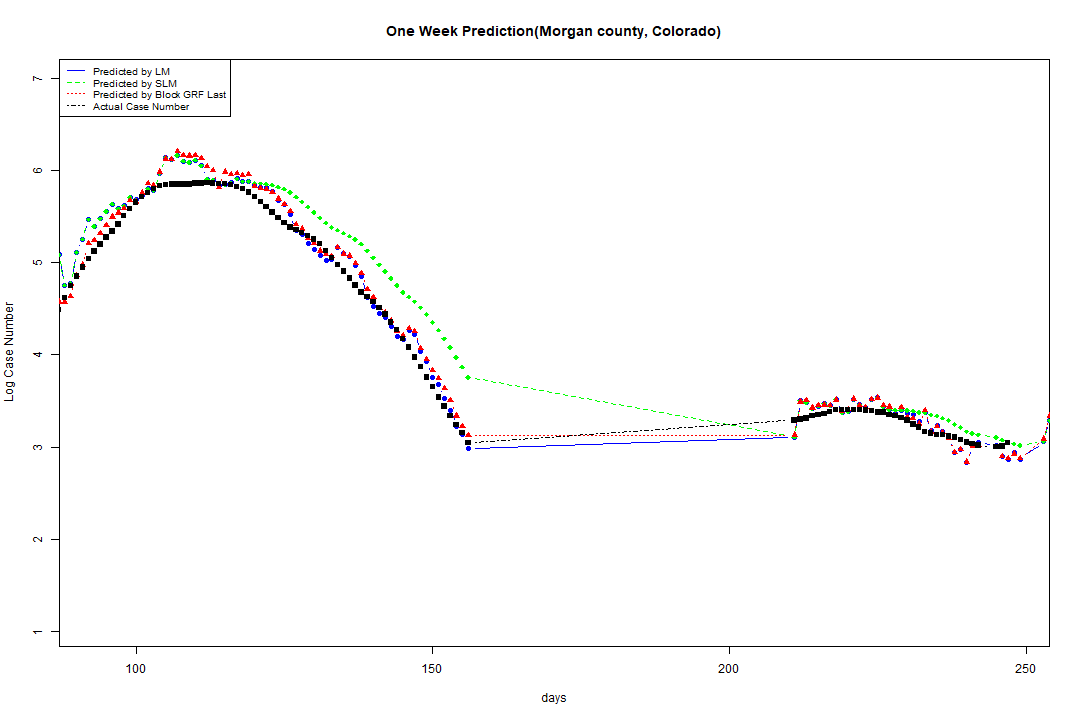 One Week Prediction(Morgan county, Colorado)
Predicted by LM
Predicted by SLM
Predicted by Block GRF Last
Actual Case Number
7
6
5
4
3
2
1
Log Case Number
100 150 200 250
days